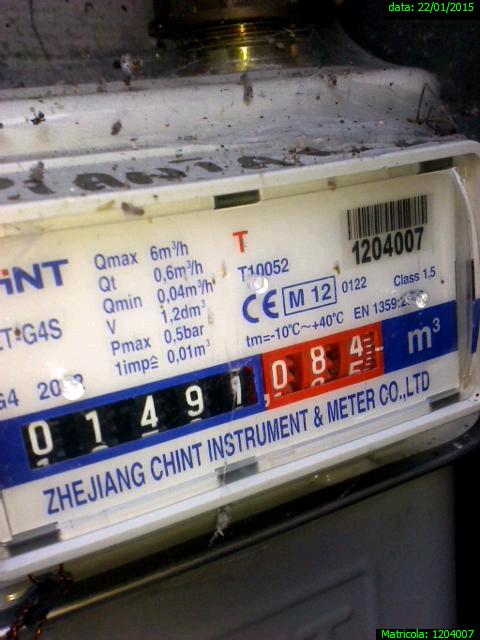 data: 22/01/2015
Qmax 6m³/h
Qt 0,6m³/h
Qmin 0,04m³/h
V 1,2dm³
Pmax 0,5bar
1imp≙ 0,01m³
T
T10052
1204007
CE M 12 0122
Class 1,5
tm=-10°C~+40°C
EN 1359:
G4S
01491 084 m³
ZHEJIANG CHINT INSTRUMENT & METER CO.,LTD
Matricola: 1204007